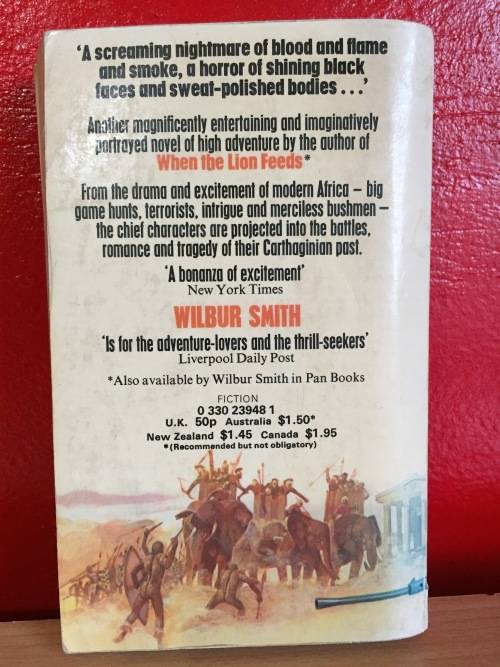 'A screaming nightmare of blood and flame
and smoke, a horror of shining black
faces and sweat-polished bodies . . .'
Another magnificently entertaining and imaginatively
portrayed novel of high adventure by the author of
When the Lion Feeds*
From the drama and excitement of modern Africa – big
game hunts, terrorists, intrigue and merciless bushmen –
the chief characters are projected into the battles,
romance and tragedy of their Carthaginian past.
'A bonanza of excitement'
New York Times
WILBUR SMITH
'Is for the adventure-lovers and the thrill-seekers'
Liverpool Daily Post
*Also available by Wilbur Smith in Pan Books
FICTION
0 330 23948 1
U.K. 50p Australia $1.50*
New Zealand $1.45 Canada $1.95
*(Recommended but not obligatory)